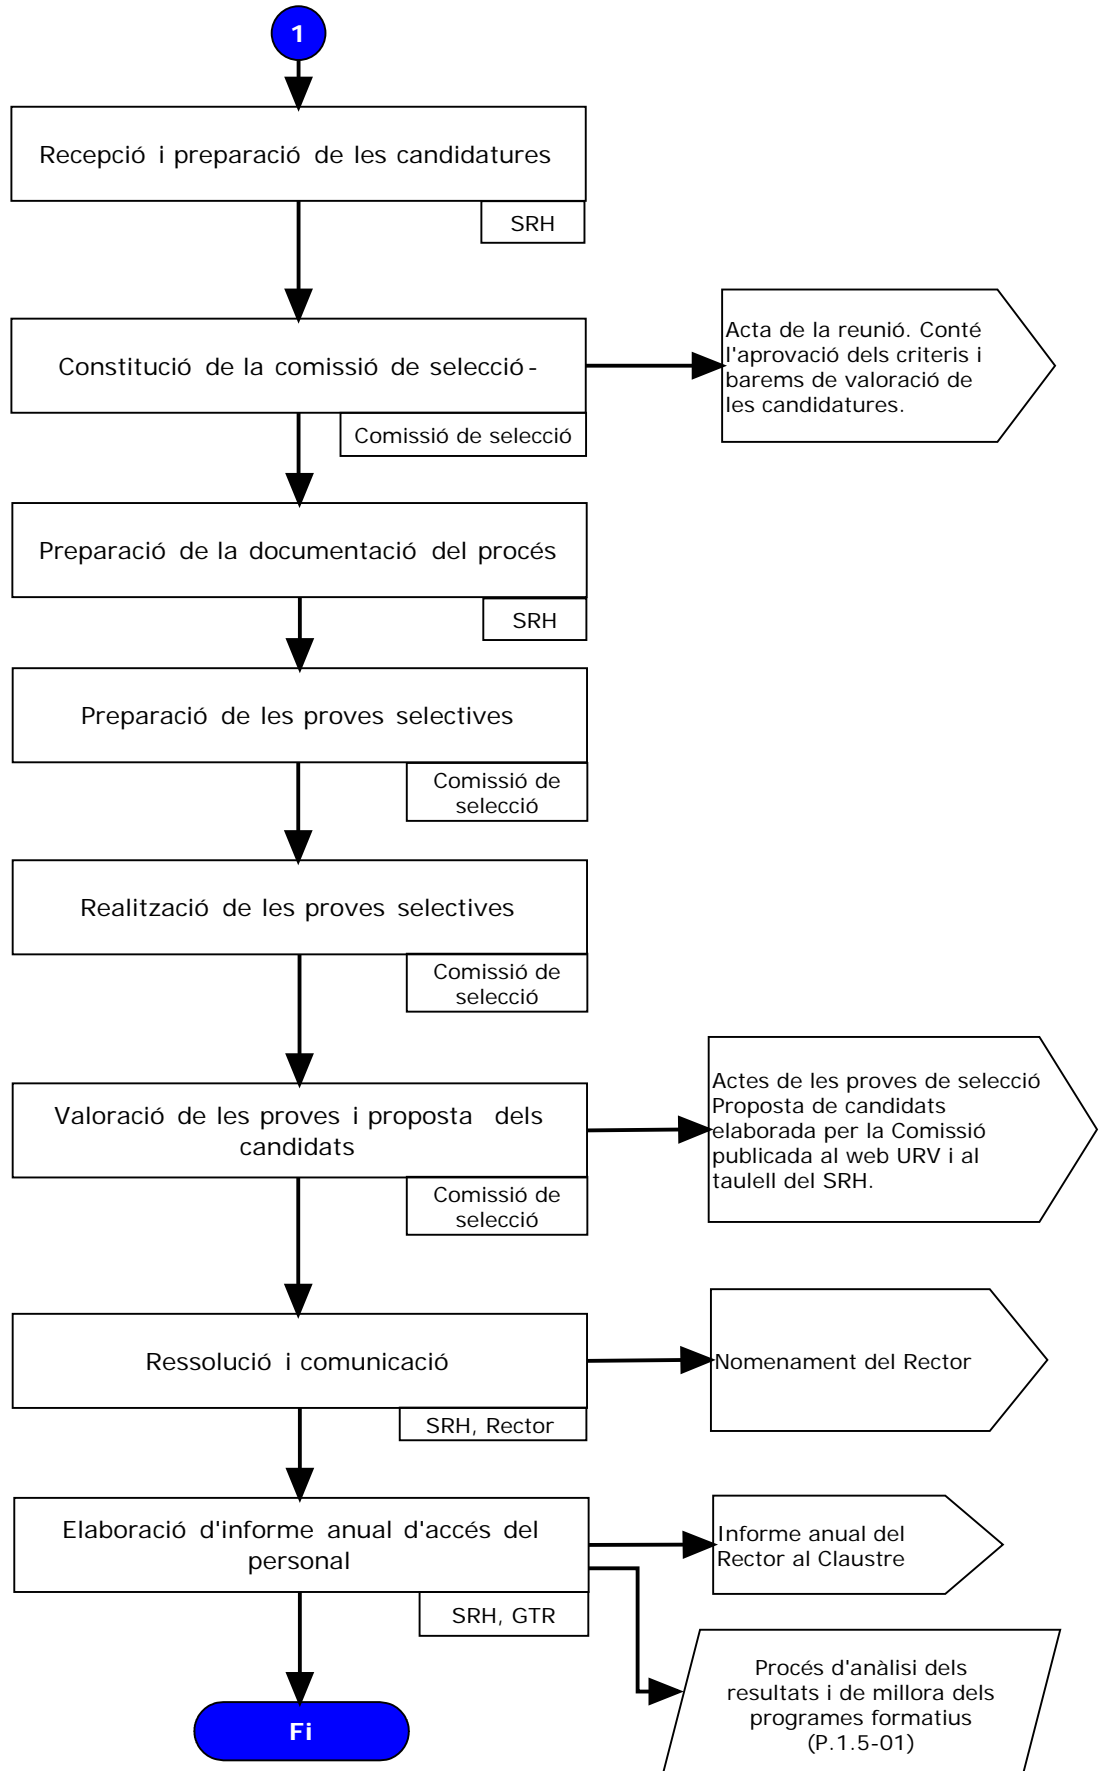 1
Recepció i preparació de les candidatures
SRH
Constitució de la comissió de selecció -
Comissió de selecció
Acta de la reunió. Conté
l'aprovació dels criteris i
barems de valoració de
les candidatures.
Preparació de la documentació del procés
SRH
Preparació de les proves selectives
Comissió de
selecció
Realització de les proves selectives
Comissió de
selecció
Valoració de les proves i proposta dels
candidats
Comissió de
selecció
Actes de les proves de selecció
Proposta de candidats
elaborada per la Comissió
publicada al web URV i al
taulell del SRH.
Ressolució i comunicació
SRH, Rector
Nomenament del Rector
Elaboració d'informe anual d'accés del
personal
SRH, GTR
Informe anual del
Rector al Claustre
Procés d'anàlisi dels
resultats i de millora dels
programes formatius
(P.1.5-01)
Fi